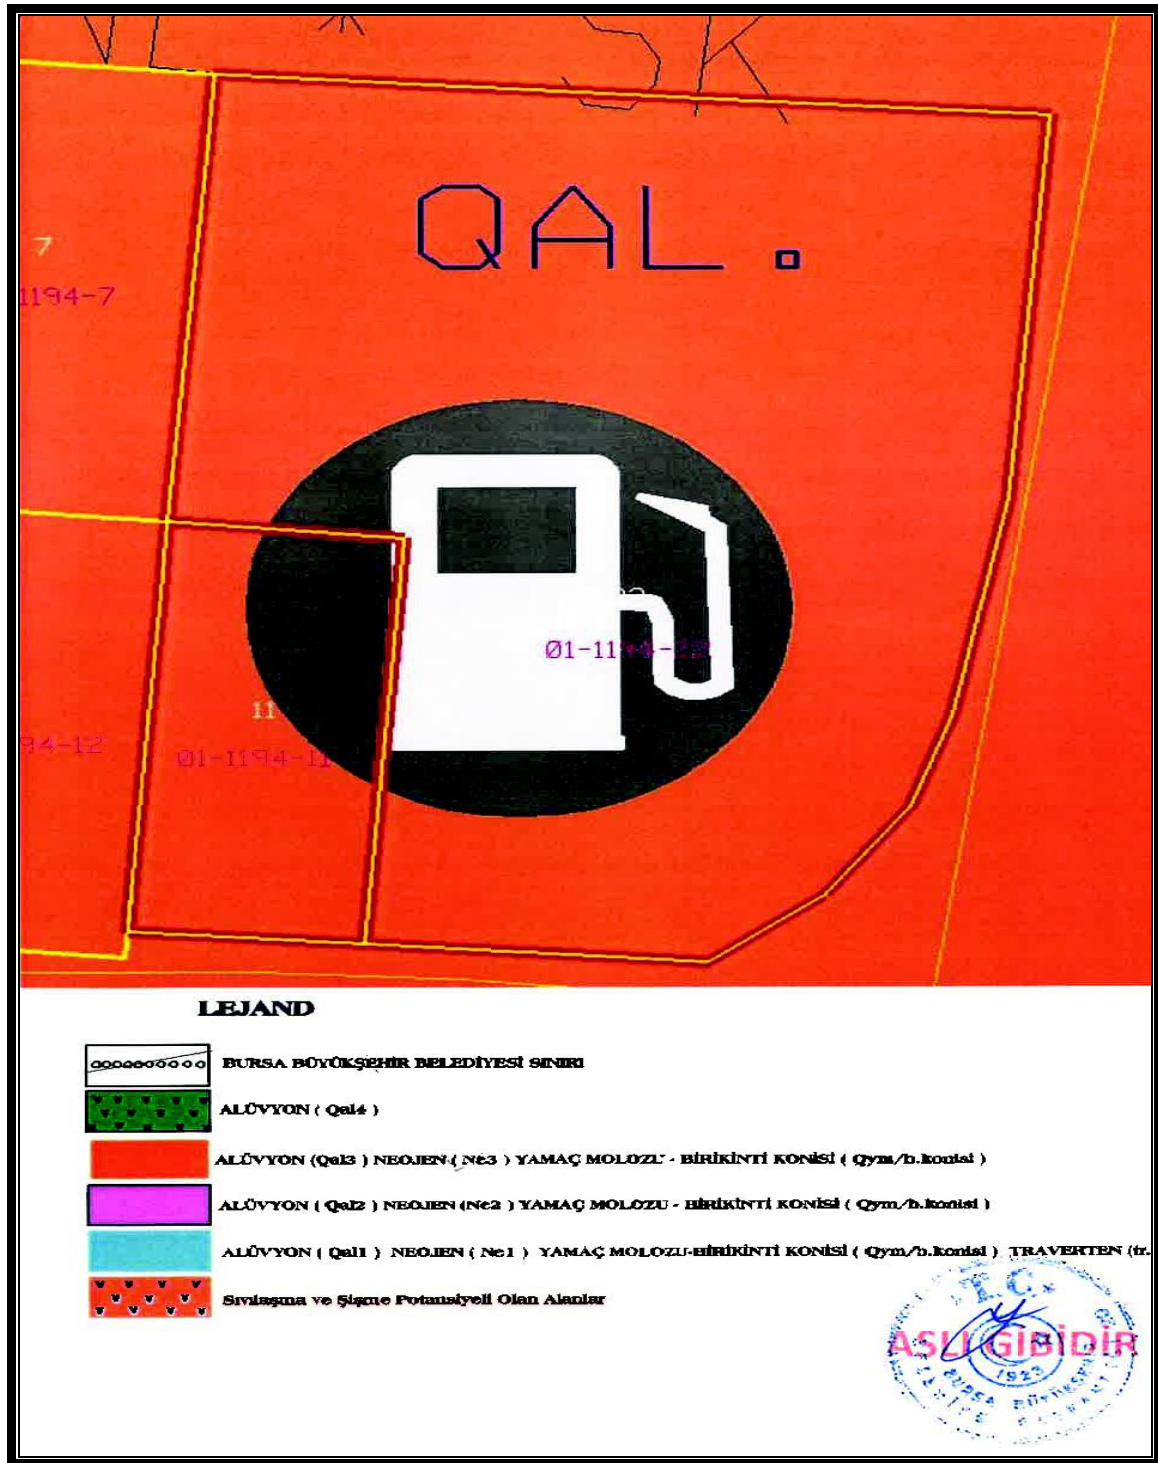 SK
QAL.
7
1194-7
11
94-12
01-1194-11
LEJAND
BURSA BÜYÜKŞEHİR BELEDİYESİ SINIRI
ALÜVYON ( Qal4 )
ALÜVYON (Qal3 ) NEOJEN ( Ne3 ) YAMAÇ MOLOZU - BİRİKİNTİ KONİSİ ( Qym/b.konisi )
ALÜVYON ( Qal2 ) NEOJEN (Ne2 ) YAMAÇ MOLOZU - BİRİKİNTİ KONİSİ ( Qym/b.konisi )
ALÜVYON ( Qal1 ) NEOJEN ( Ne1 ) YAMAÇ MOLOZU-BİRİKİNTİ KONİSİ ( Qym/b.konisi ) TRAVERTEN (tr.
Sıvılaşma ve Şişme Potansiyeli Olan Alanlar
T.C.
ASLI GİBİDİR
1923
BURSA BÜYÜKŞEHİR